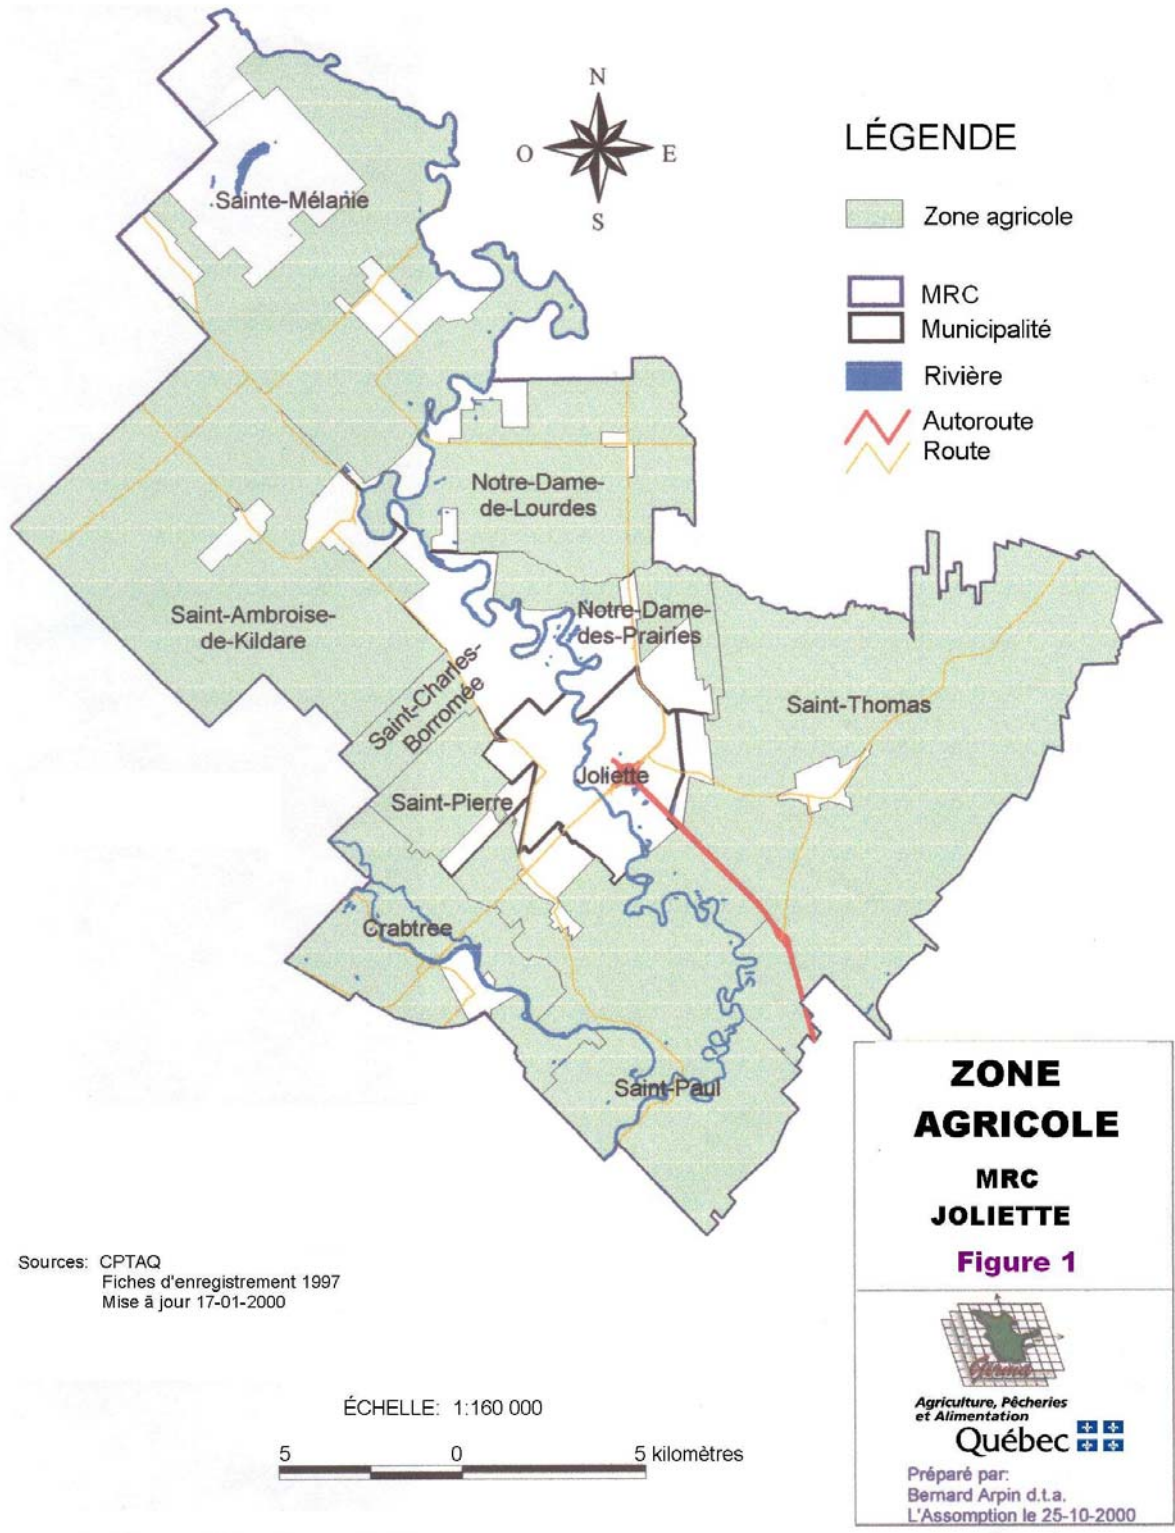 N
O
E
S
LÉGENDE
Zone agricole
MRC
Municipalité
Rivière
Autoroute
Route
Sainte-Mélanie
Notre-Dame-
de-Lourdes
Saint-Ambroise-
de-Kildare
Notre-Dame-
des-Prairies
Saint-Charles-
Borromée
Saint-Thomas
Joliette
Saint-Pierre
Crabtree
Saint-Paul
ZONE
AGRICOLE
MRC
JOLIETTE
Figure 1
Sources: CPTAQ
Fiches d'enregistrement 1997
Mise à jour 17-01-2000
ÉCHELLE: 1:160 000
5 0 5 kilomètres
Agriculture, Pêcheries
et Alimentation
Québec
Préparé par:
Bernard Arpin d.t.a.
L'Assomption le 25-10-2000